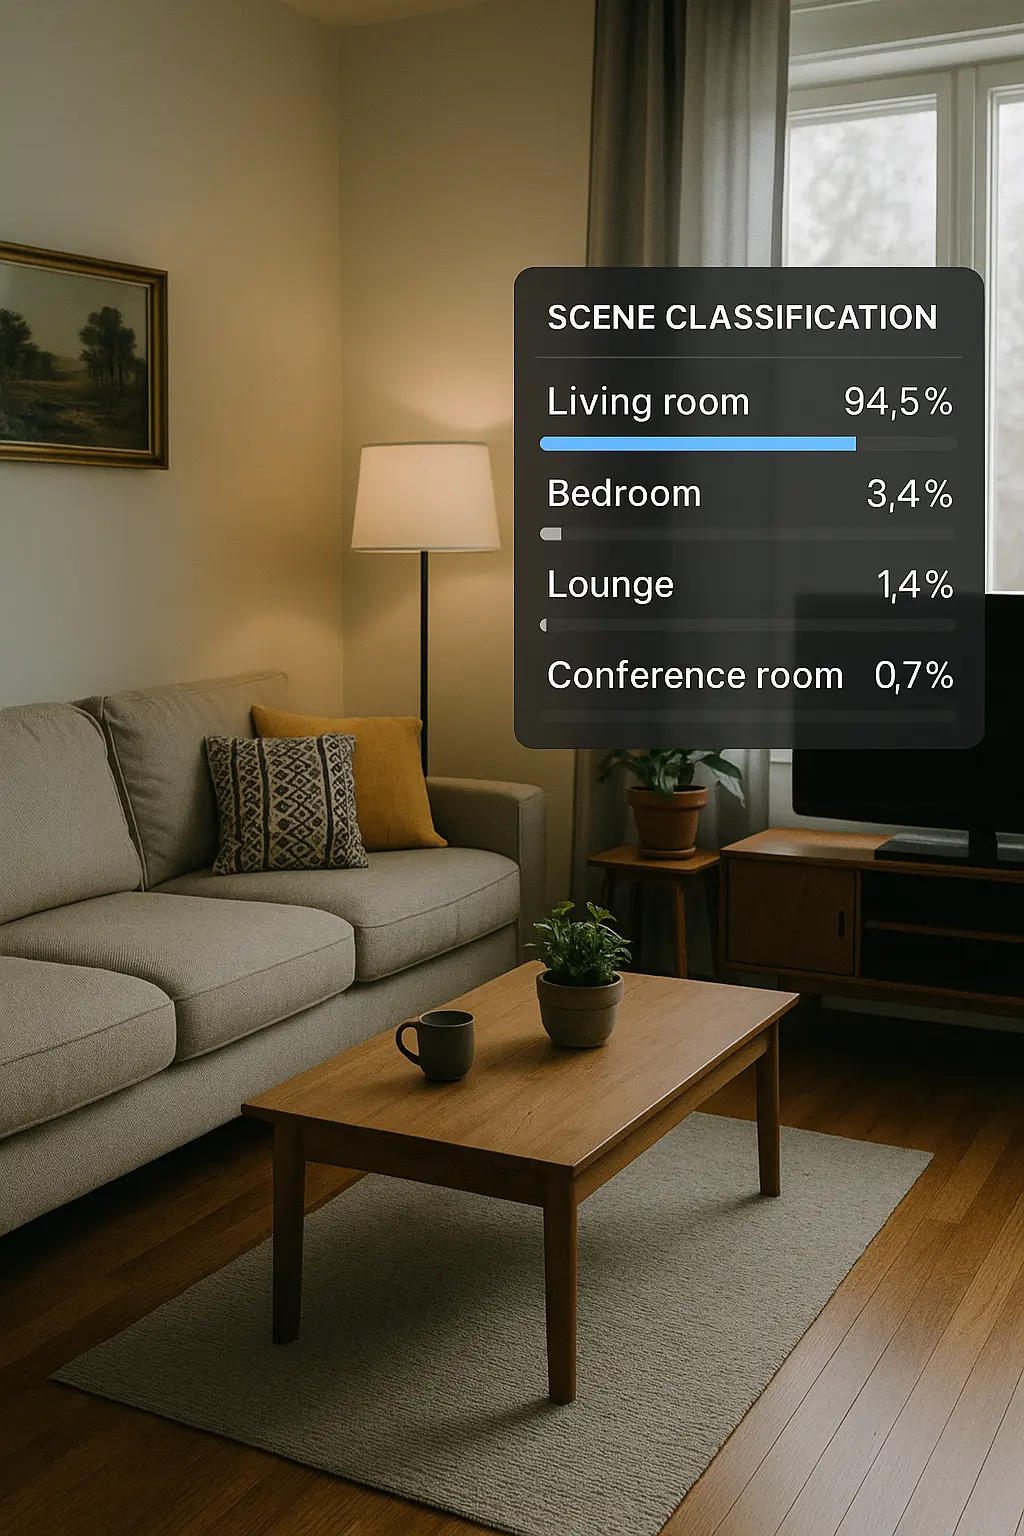 SCENE CLASSIFICATION
Living room 94,5%
Bedroom 3,4%
Lounge 1,4%
Conference room 0,7%